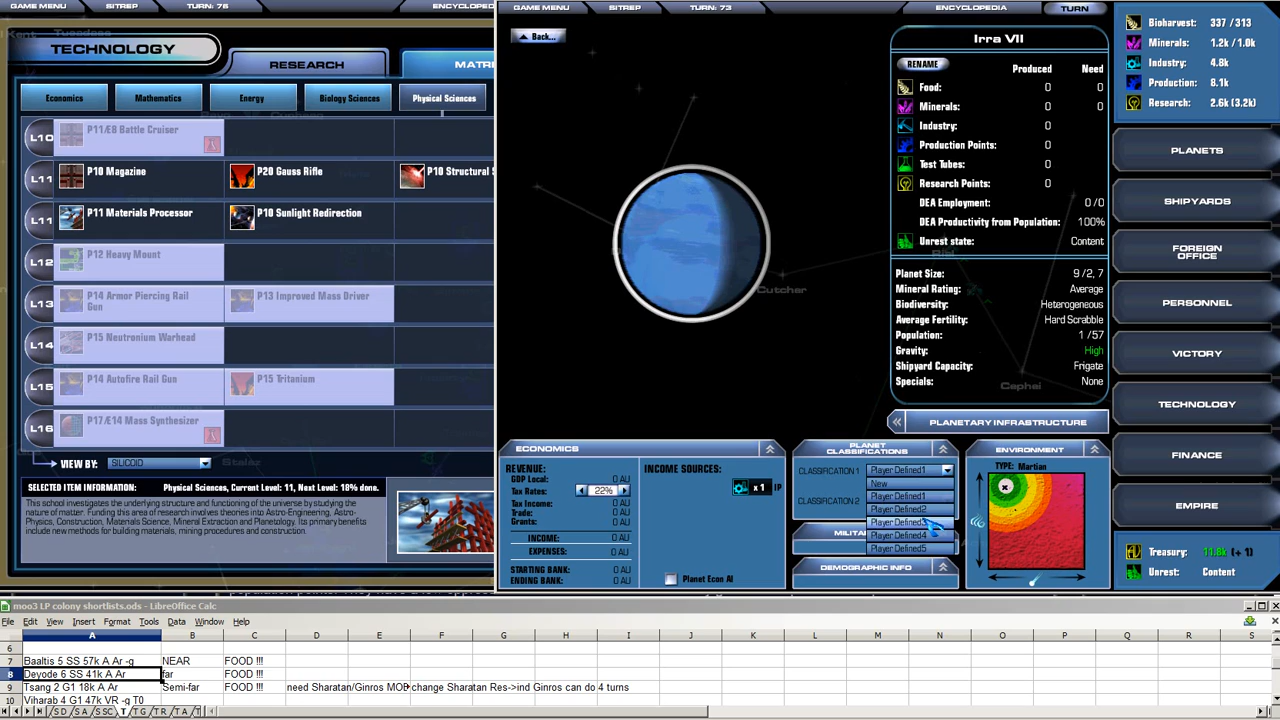 GAME MENU SITREP TURN: 76 ENCYCLOPED
TECHNOLOGY
RESEARCH MATR
Economics Mathematics Energy Biology Sciences Physical Sciences
L10 P11/E8 Battle Cruiser
L11 P10 Magazine P20 Gauss Rifle P10 Structural S
L11 P11 Materials Processor P10 Sunlight Redirection
L12 P12 Heavy Mount
L13 P14 Armor Piercing Rail Gun P13 Improved Mass Driver
L14 P15 Neutronium Warhead
L15 P14 Autofire Rail Gun P15 Tritanium
L16 P17/E14 Mass Synthesizer
VIEW BY: SILICOID
SELECTED ITEM INFORMATION: Physical Sciences, Current Level: 11, Next Level: 18% done.
This school investigates the underlying structure and functioning of the universe by studying the
nature of matter. Funding this area of research involves theories into Astro-Engineering, Astro-
Physics, Construction, Materials Science, Mineral Extraction and Planetology. Its primary benefits
include new methods for building materials, mining procedures and construction.
GAME MENU SITREP TURN: 73 ENCYCLOPEDIA TURN
Back...
Cutcher
Cephei
Irra VII
RENAME
Produced Need
Food: 0 0
Minerals: 0 0
Industry: 0
Production Points: 0
Test Tubes: 0
Research Points: 0
DEA Employment: 0/0
DEA Productivity from Population: 100%
Unrest state: Content
Planet Size: 9/2, 7
Mineral Rating: Average
Biodiversity: Heterogeneous
Average Fertility: Hard Scrabble
Population: 1 /57
Gravity: High
Shipyard Capacity: Frigate
Specials: None
PLANETARY INFRASTRUCTURE
ECONOMICS
REVENUE:
GDP Local: 0 AU
Tax Rates: 22%
Tax Income: 0 AU
Trade: 0 AU
Grants: 0 AU
INCOME: 0 AU
EXPENSES: 0 AU
STARTING BANK: 0 AU
ENDING BANK: 0 AU
INCOME SOURCES:
x 1 IP
Planet Econ AI
PLANET CLASSIFICATIONS
CLASSIFICATION 1 Player Defined1
New
Player Defined1
CLASSIFICATION 2 Player Defined2
Player Defined3
Player Defined4
Player Defined5
MILITA
DEMOGRAPHIC INFO
ENVIRONMENT
TYPE: Martian
Bioharvest: 337 / 313
Minerals: 1.2k / 1.0k
Industry: 4.8k
Production: 8.1k
Research: 2.6k (3.2k)
PLANETS
SHIPYARDS
FOREIGN OFFICE
PERSONNEL
VICTORY
TECHNOLOGY
FINANCE
EMPIRE
Treasury: 11.8k (+ 1)
Unrest: Content
moo3 LP colony shortlists.ods - LibreOffice Calc
File Edit View Insert Format Tools Data Window Help
A B C D E F G H I J K L M N O P Q R S
6
7 Baaltis 5 SS 57k A Ar -g NEAR FOOD !!!
8 Deyode 6 SS 41k A Ar far FOOD !!!
9 Tsang 2 G1 18k A Ar Semi-far FOOD !!! need Sharatan/Ginros MOB change Sharatan Res->ind Ginros can do 4 turns
10 Viharab 4 G1 47k VR -g T0
S D S A S SC T T G T R T A T